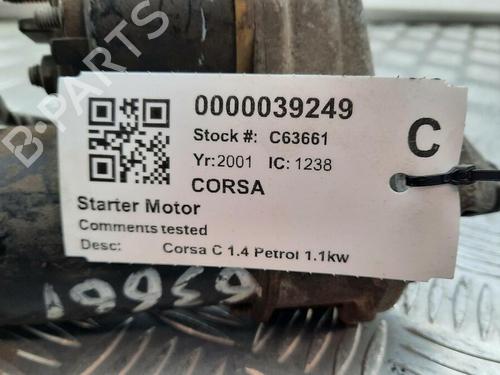 B-PARTS
0000039249
Stock #: C63661
C
Yr:2001 IC: 1238
CORSA
Starter Motor
Comments tested
Desc: Corsa C 1.4 Petrol 1.1kw
63661